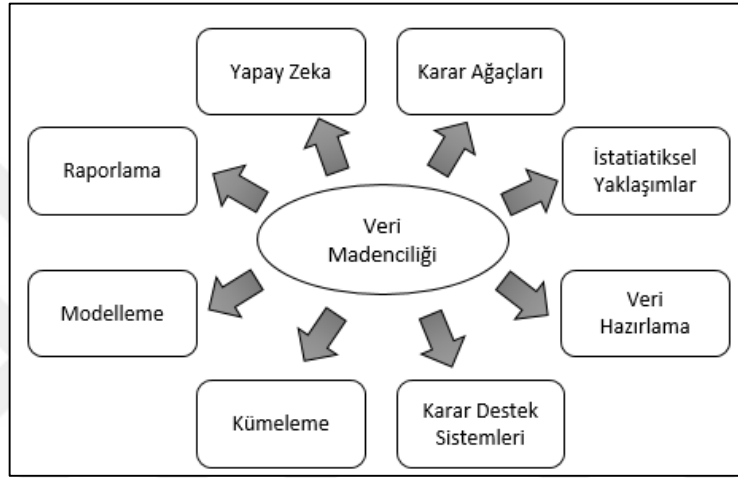 Yapay Zeka
Karar Ağaçları
Raporlama
İstatiatiksel
Yaklaşımlar
Veri
Madenciliği
Modelleme
Veri
Hazırlama
Kümeleme
Karar Destek
Sistemleri